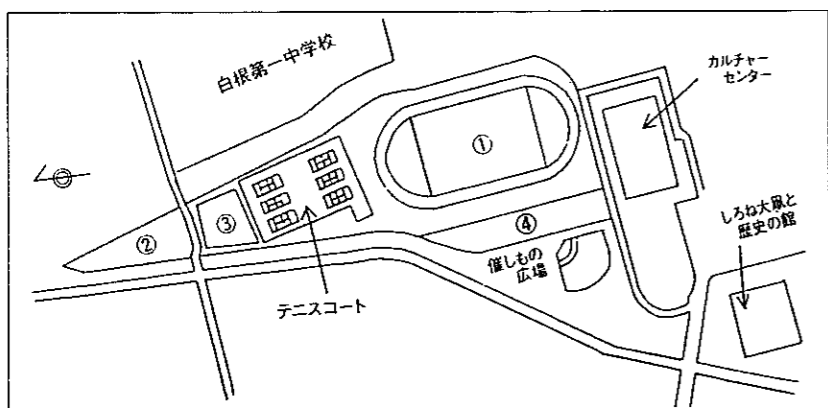 白根第一中学校
カルチャー
センター
①
しろね大凧と
歴史の館
③
④
②
催しもの
広場
テニスコート